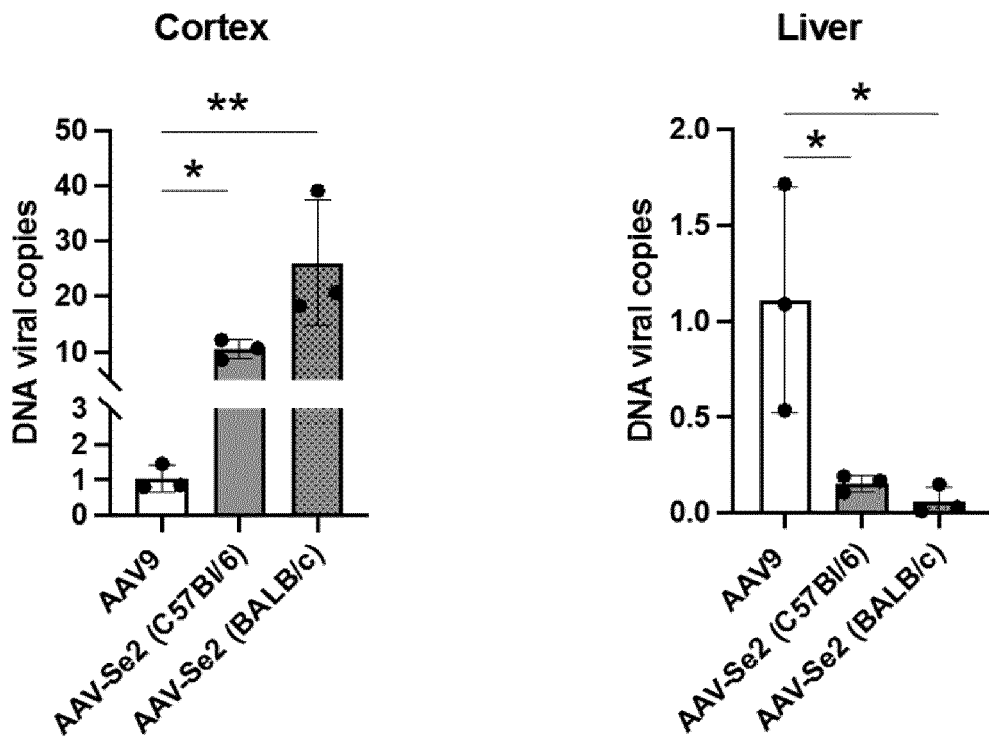 Cortex
**
*
DNA viral copies
50
40
30
20
10
3
2
1
0
AAV9
AAV-Se2 (C57Bl/6)
AAV-Se2 (BALB/c)
Liver
*
*
DNA viral copies
2.0
1.5
1.0
0.5
0.0
AAV9
AAV-Se2 (C57Bl/6)
AAV-Se2 (BALB/c)